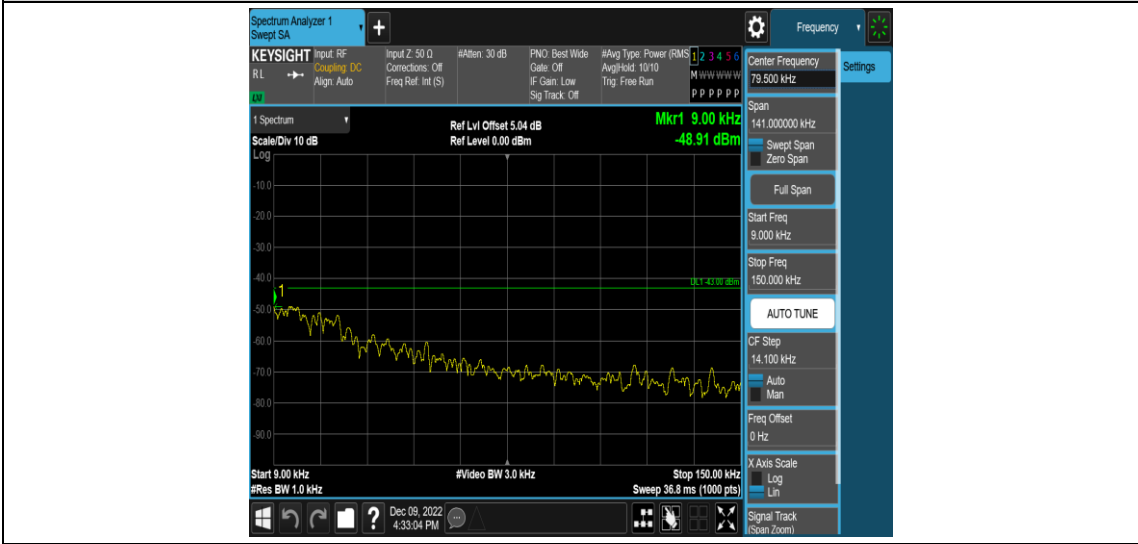 Spectrum Analyzer 1
Swept SA
+
Frequency
KEYSIGHT
RL
Input: RF
Coupling: DC
Align: Auto
Input Z: 50 Ω
Corrections: Off
Freq Ref: Int (S)
#Atten: 30 dB
PNO: Best Wide
Gate: Off
IF Gain: Low
Sig Track: Off
#Avg Type: Power (RMS
Avg|Hold: 10/10
Trig: Free Run
1 2 3 4 5 6
M W W W W W
P P P P P P
1 Spectrum
Scale/Div 10 dB
Log
Ref Lvl Offset 5.04 dB
Ref Level 0.00 dBm
Mkr1 9.00 kHz
-48.91 dBm
-10.0
-20.0
-30.0
-40.0
-50.0
-60.0
-70.0
-80.0
-90.0
1
DL1 -43.00 dBm
Start 9.00 kHz
#Res BW 1.0 kHz
#Video BW 3.0 kHz
Stop 150.00 kHz
Sweep 36.8 ms (1000 pts)
?
Dec 09, 2022
4:33:04 PM
Center Frequency
79.500 kHz
Settings
Span
141.000000 kHz
Swept Span
Zero Span
Full Span
Start Freq
9.000 kHz
Stop Freq
150.000 kHz
AUTO TUNE
CF Step
14.100 kHz
Auto
Man
Freq Offset
0 Hz
X Axis Scale
Log
Lin
Signal Track
(Span Zoom)